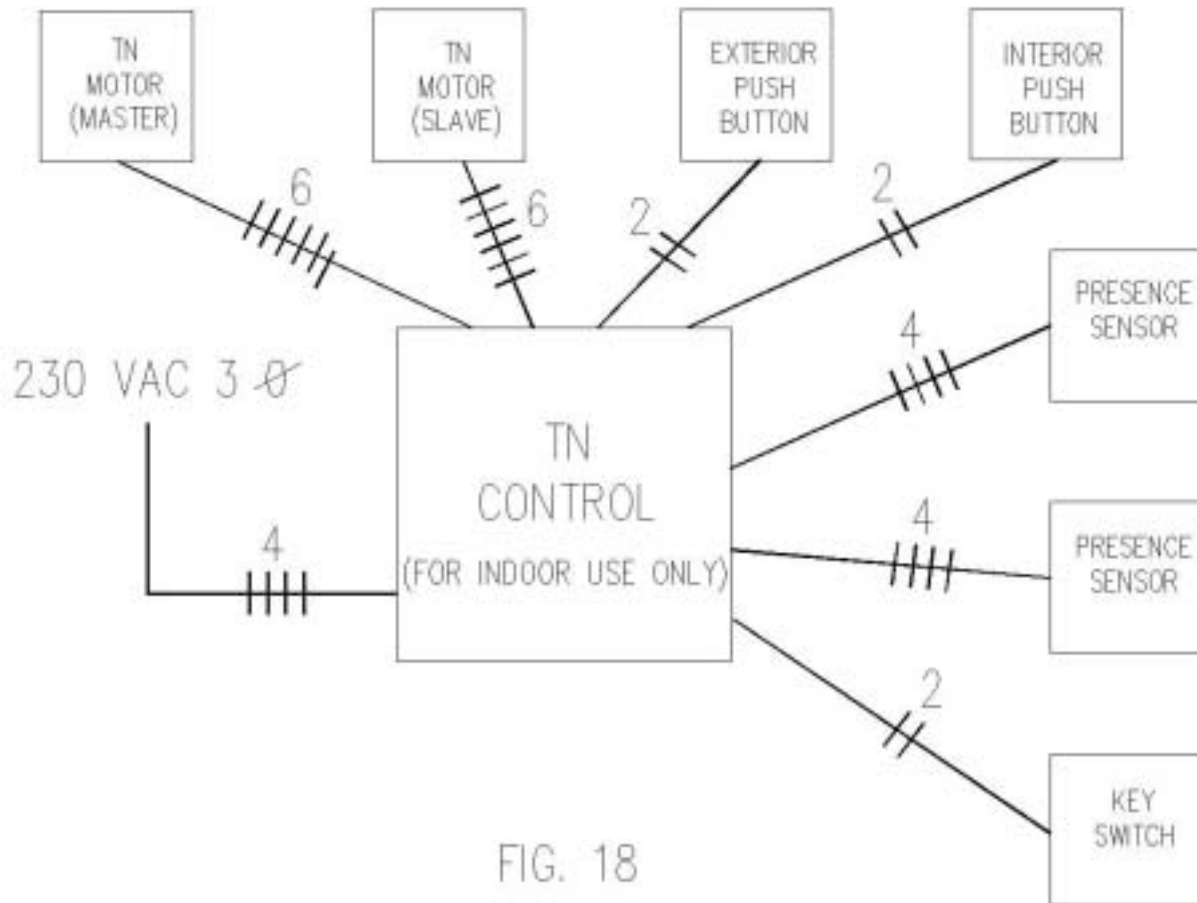 TN
MOTOR
(MASTER)
TN
MOTOR
(SLAVE)
EXTERIOR
PUSH
BUTTON
INTERIOR
PUSH
BUTTON
6
6
2
2
PRESENCE
SENSOR
4
230 VAC 3 Ø
TN
CONTROL
(FOR INDOOR USE ONLY)
4
4
PRESENCE
SENSOR
2
KEY
SWITCH
FIG. 18